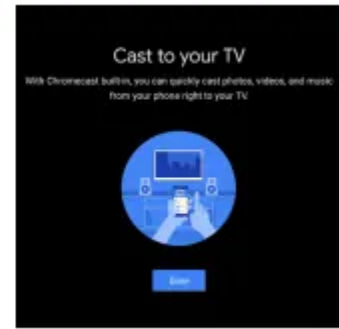 Cast to your TV
With Chromecast built-in, you can quickly cast photos, videos, and music
from your phone right to your TV.